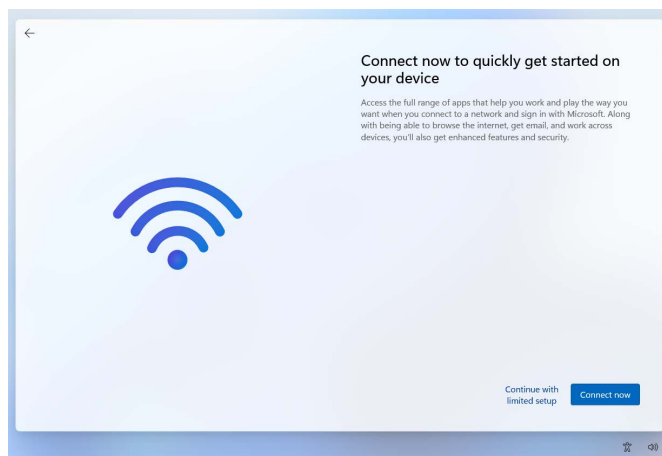 Connect now to quickly get started on
your device
Access the full range of apps that help you work and play the way you
want when you connect to a network and sign in with Microsoft. Along
with being able to browse the internet, get email, and work across
devices, you'll also get enhanced features and security.
Continue with
limited setup
Connect now